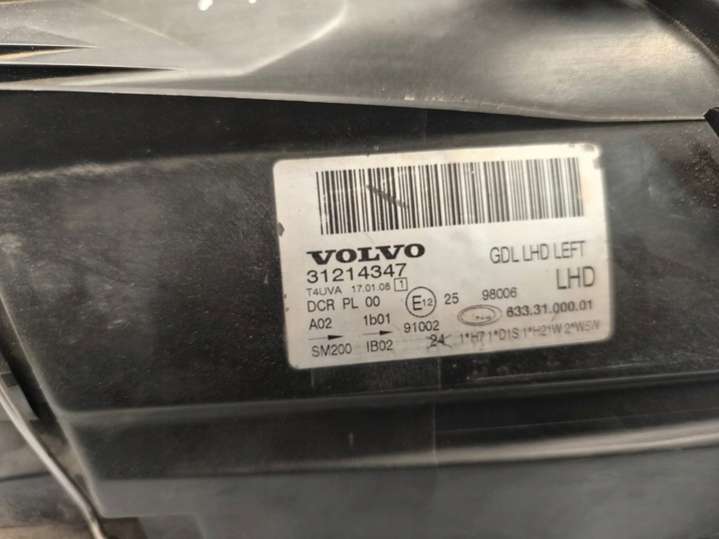 VOLVO
GDL LHD LEFT
31214347
LHD
T4UVA 17.01.08 1
DCR PL 00 E12 25 98006
A02 1b01 91002 633.31.000.01
SM200 IB02 24 1*H7 1*D1S 1*H21W 2*W5W